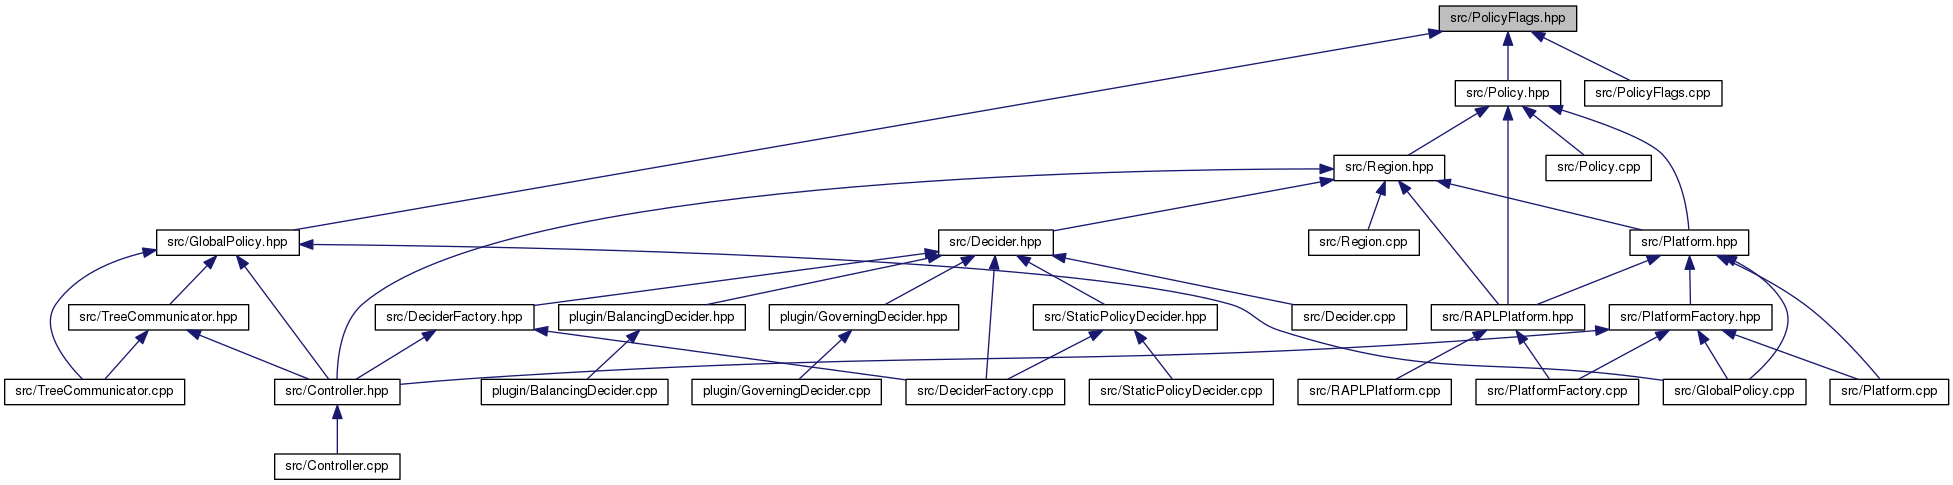 src/PolicyFlags.hpp
src/Policy.hpp
src/PolicyFlags.cpp
src/Region.hpp
src/Policy.cpp
src/GlobalPolicy.hpp
src/Decider.hpp
src/Region.cpp
src/Platform.hpp
src/TreeCommunicator.hpp
src/DeciderFactory.hpp
plugin/BalancingDecider.hpp
plugin/GoverningDecider.hpp
src/StaticPolicyDecider.hpp
src/Decider.cpp
src/RAPLPlatform.hpp
src/PlatformFactory.hpp
src/TreeCommunicator.cpp
src/Controller.hpp
plugin/BalancingDecider.cpp
plugin/GoverningDecider.cpp
src/DeciderFactory.cpp
src/StaticPolicyDecider.cpp
src/RAPLPlatform.cpp
src/PlatformFactory.cpp
src/GlobalPolicy.cpp
src/Platform.cpp
src/Controller.cpp